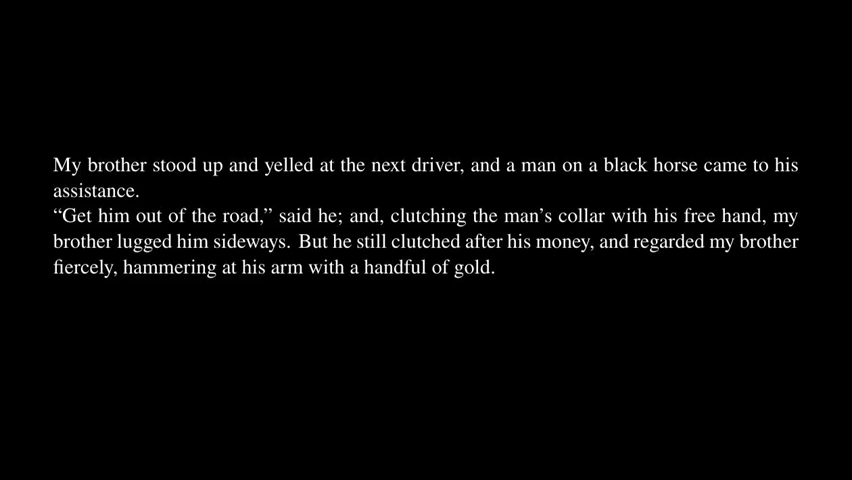 My brother stood up and yelled at the next driver, and a man on a black horse came to his
assistance.
“Get him out of the road,” said he; and, clutching the man’s collar with his free hand, my
brother lugged him sideways. But he still clutched after his money, and regarded my brother
fiercely, hammering at his arm with a handful of gold.